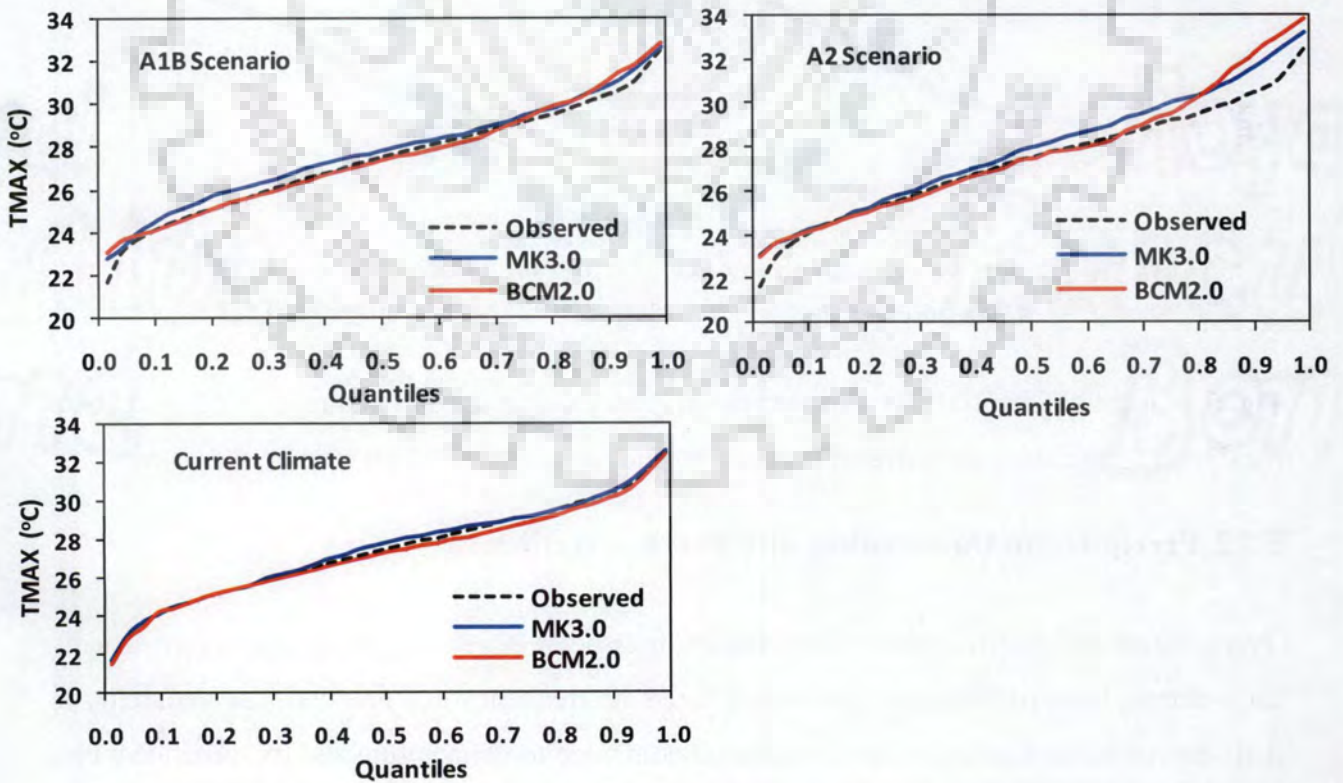 A1B Scenario
TMAX (°C)
34
32
30
28
26
24
22
20
Observed
MK3.0
BCM2.0
0.0 0.1 0.2 0.3 0.4 0.5 0.6 0.7 0.8 0.9 1.0
Quantiles
A2 Scenario
34
32
30
28
26
24
22
20
Observed
MK3.0
BCM2.0
0.0 0.1 0.2 0.3 0.4 0.5 0.6 0.7 0.8 0.9 1.0
Quantiles
Current Climate
TMAX (°C)
34
32
30
28
26
24
22
20
Observed
MK3.0
BCM2.0
0.0 0.1 0.2 0.3 0.4 0.5 0.6 0.7 0.8 0.9 1.0
Quantiles